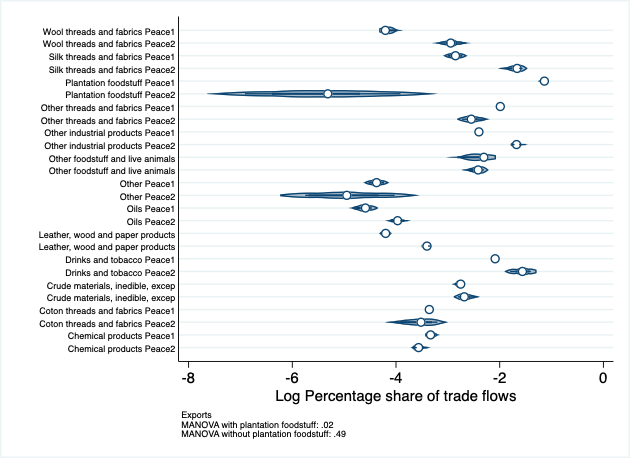 Wool threads and fabrics Peace1
Wool threads and fabrics Peace2
Silk threads and fabrics Peace1
Silk threads and fabrics Peace2
Plantation foodstuff Peace1
Plantation foodstuff Peace2
Other threads and fabrics Peace1
Other threads and fabrics Peace2
Other industrial products Peace1
Other industrial products Peace2
Other foodstuff and live animals
Other foodstuff and live animals
Other Peace1
Other Peace2
Oils Peace1
Oils Peace2
Leather, wood and paper products
Leather, wood and paper products
Drinks and tobacco Peace1
Drinks and tobacco Peace2
Crude materials, inedible, excep
Crude materials, inedible, excep
Coton threads and fabrics Peace1
Coton threads and fabrics Peace2
Chemical products Peace1
Chemical products Peace2
-8 -6 -4 -2 0
Log Percentage share of trade flows
Exports
MANOVA with plantation foodstuff: .02
MANOVA without plantation foodstuff: .49